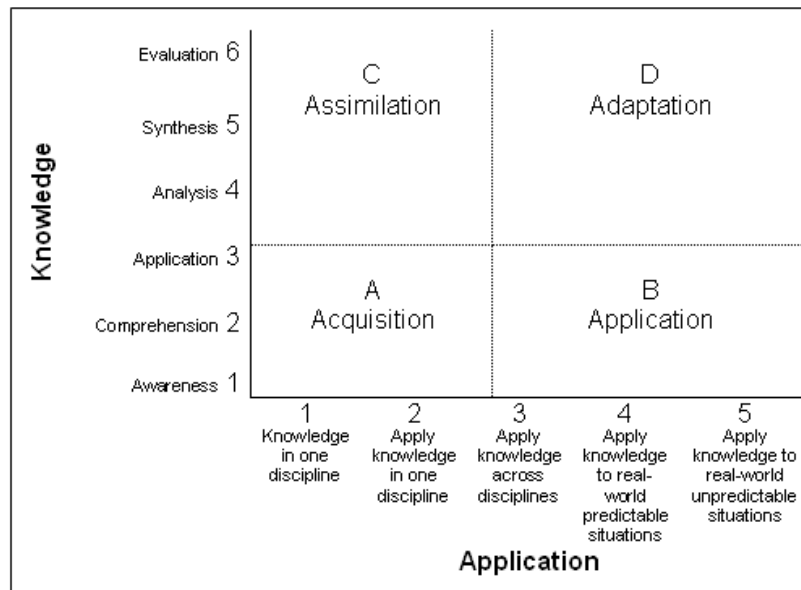 Evaluation 6
Synthesis 5
Analysis 4
Application 3
Comprehension 2
Awareness 1
Knowledge
C
Assimilation
D
Adaptation
A
Acquisition
B
Application
1
Knowledge
in one
discipline
2
Apply
knowledge
in one
discipline
3
Apply
knowledge
across
disciplines
4
Apply
knowledge
to real-
world
predictable
situations
5
Apply
knowledge to
real-world
unpredictable
situations
Application